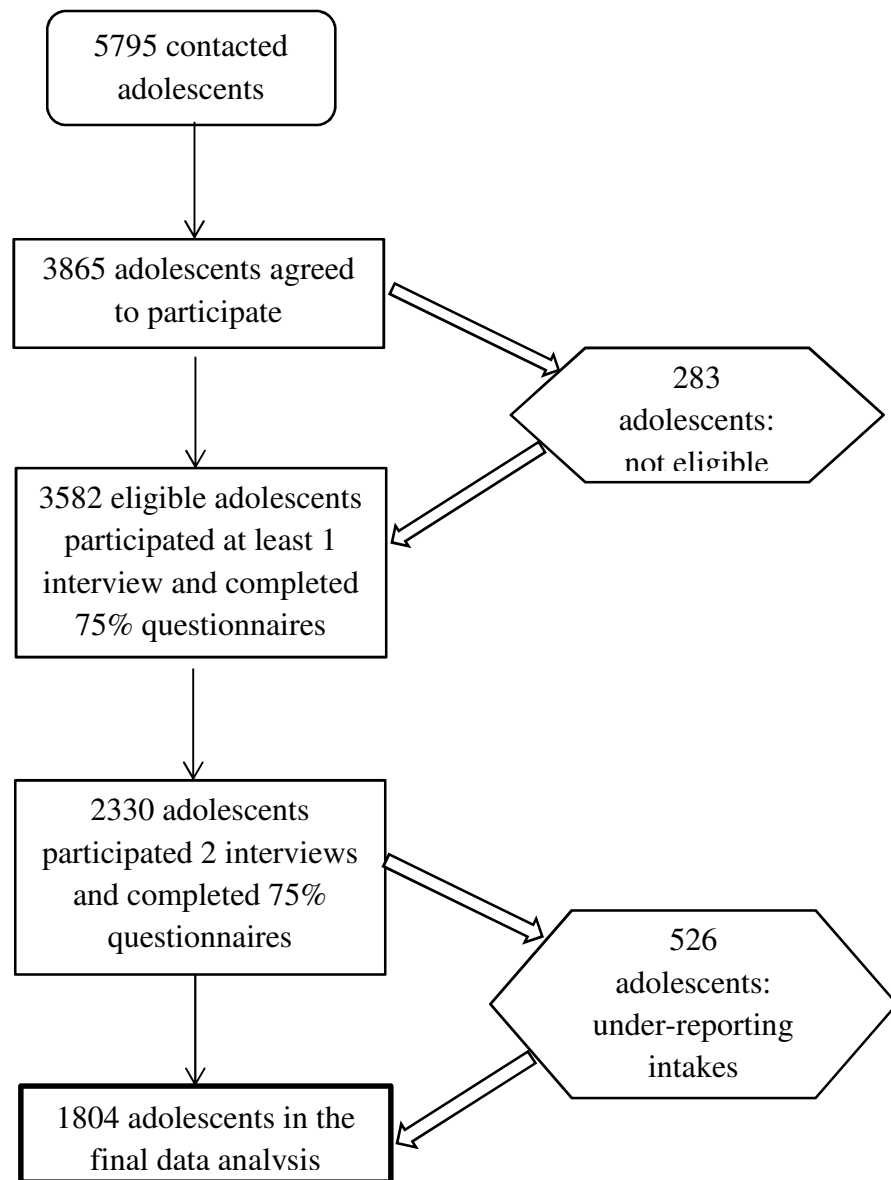 5795 contacted
adolescents
3865 adolescents agreed
to participate
283
adolescents:
not eligible
3582 eligible adolescents
participated at least 1
interview and completed
75% questionnaires
2330 adolescents
participated 2 interviews
and completed 75%
questionnaires
526
adolescents:
under-reporting
intakes
1804 adolescents in the
final data analysis